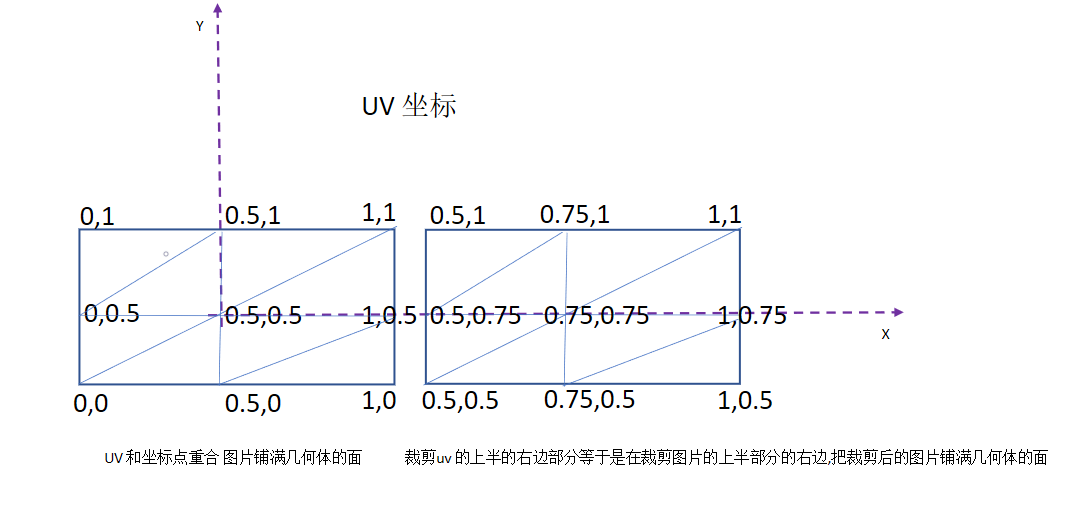 Y
UV 坐标
0,1 0.5,1 1,1 0.5,1 0.75,1 1,1
0,0.5 0.5,0.5 1,0.5 0.5,0.75 0.75,0.75 1,0.75
X
0,0 0.5,0 1,0 0.5,0.5 0.75,0.5 1,0.5
UV 和坐标点重合 图片铺满几何体的面 裁剪uv 的上半的右边部分等于是在裁剪图片的上半部分的右边,把裁剪后的图片铺满几何体的面